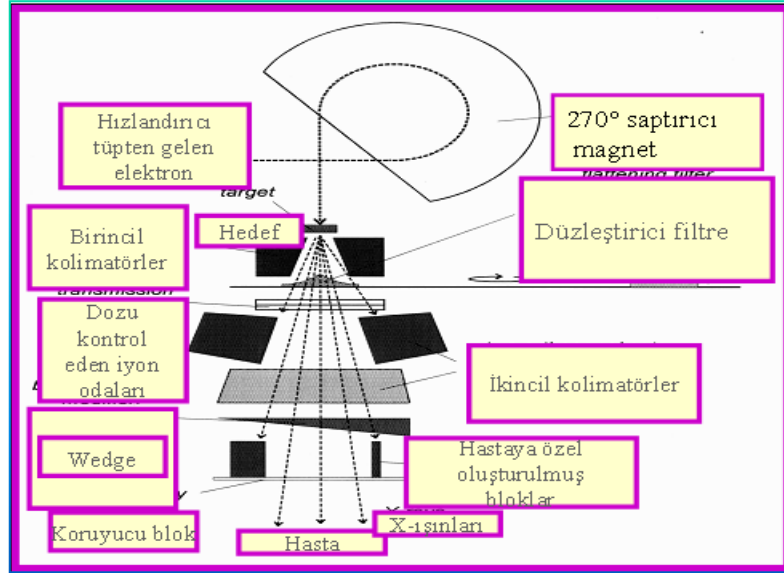 Hızlandırıcı
tüpten gelen
elektron
270° saptırıcı
magnet
target
Hedef
Düzleştirici filtre
Birincil
kolimatörler
transmission
Dozu
kontrol
eden iyon
odaları
İkincil kolimatörler
Wedge
Hastaya özel
oluşturulmuş
bloklar
Koruyucu blok
X-ışınları
Hasta